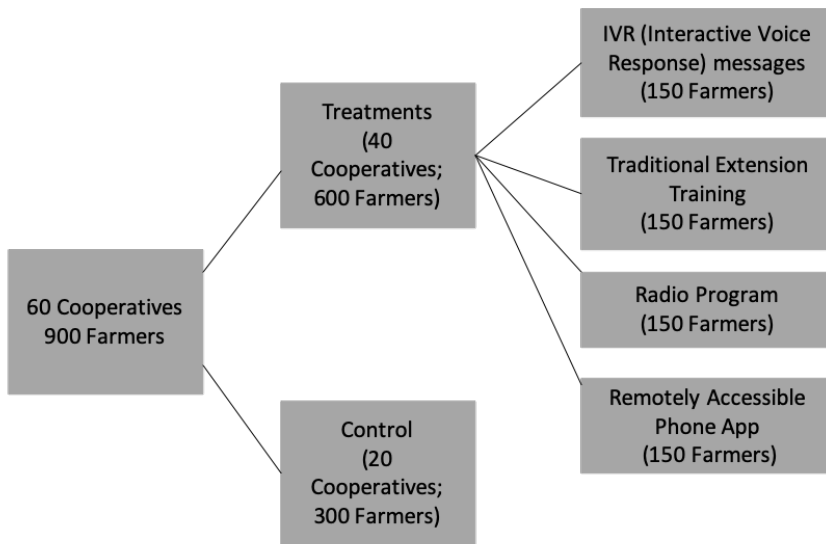 60 Cooperatives
900 Farmers
Treatments
(40
Cooperatives;
600 Farmers)
Control
(20
Cooperatives;
300 Farmers)
IVR (Interactive Voice
Response) messages
(150 Farmers)
Traditional Extension
Training
(150 Farmers)
Radio Program
(150 Farmers)
Remotely Accessible
Phone App
(150 Farmers)